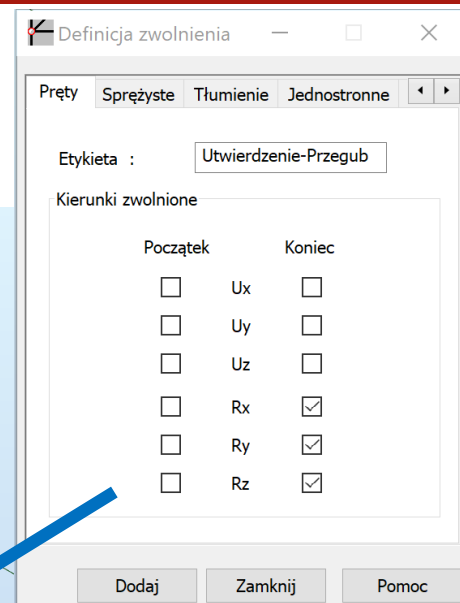 Definicja zwolnienia
Pręty Sprężyste Tłumienie Jednostronne
Etykieta : Utwierdzenie-Przegub
Kierunki zwolnione
Początek Koniec
Ux
Uy
Uz
Rx
Ry
Rz
Dodaj Zamknij Pomoc